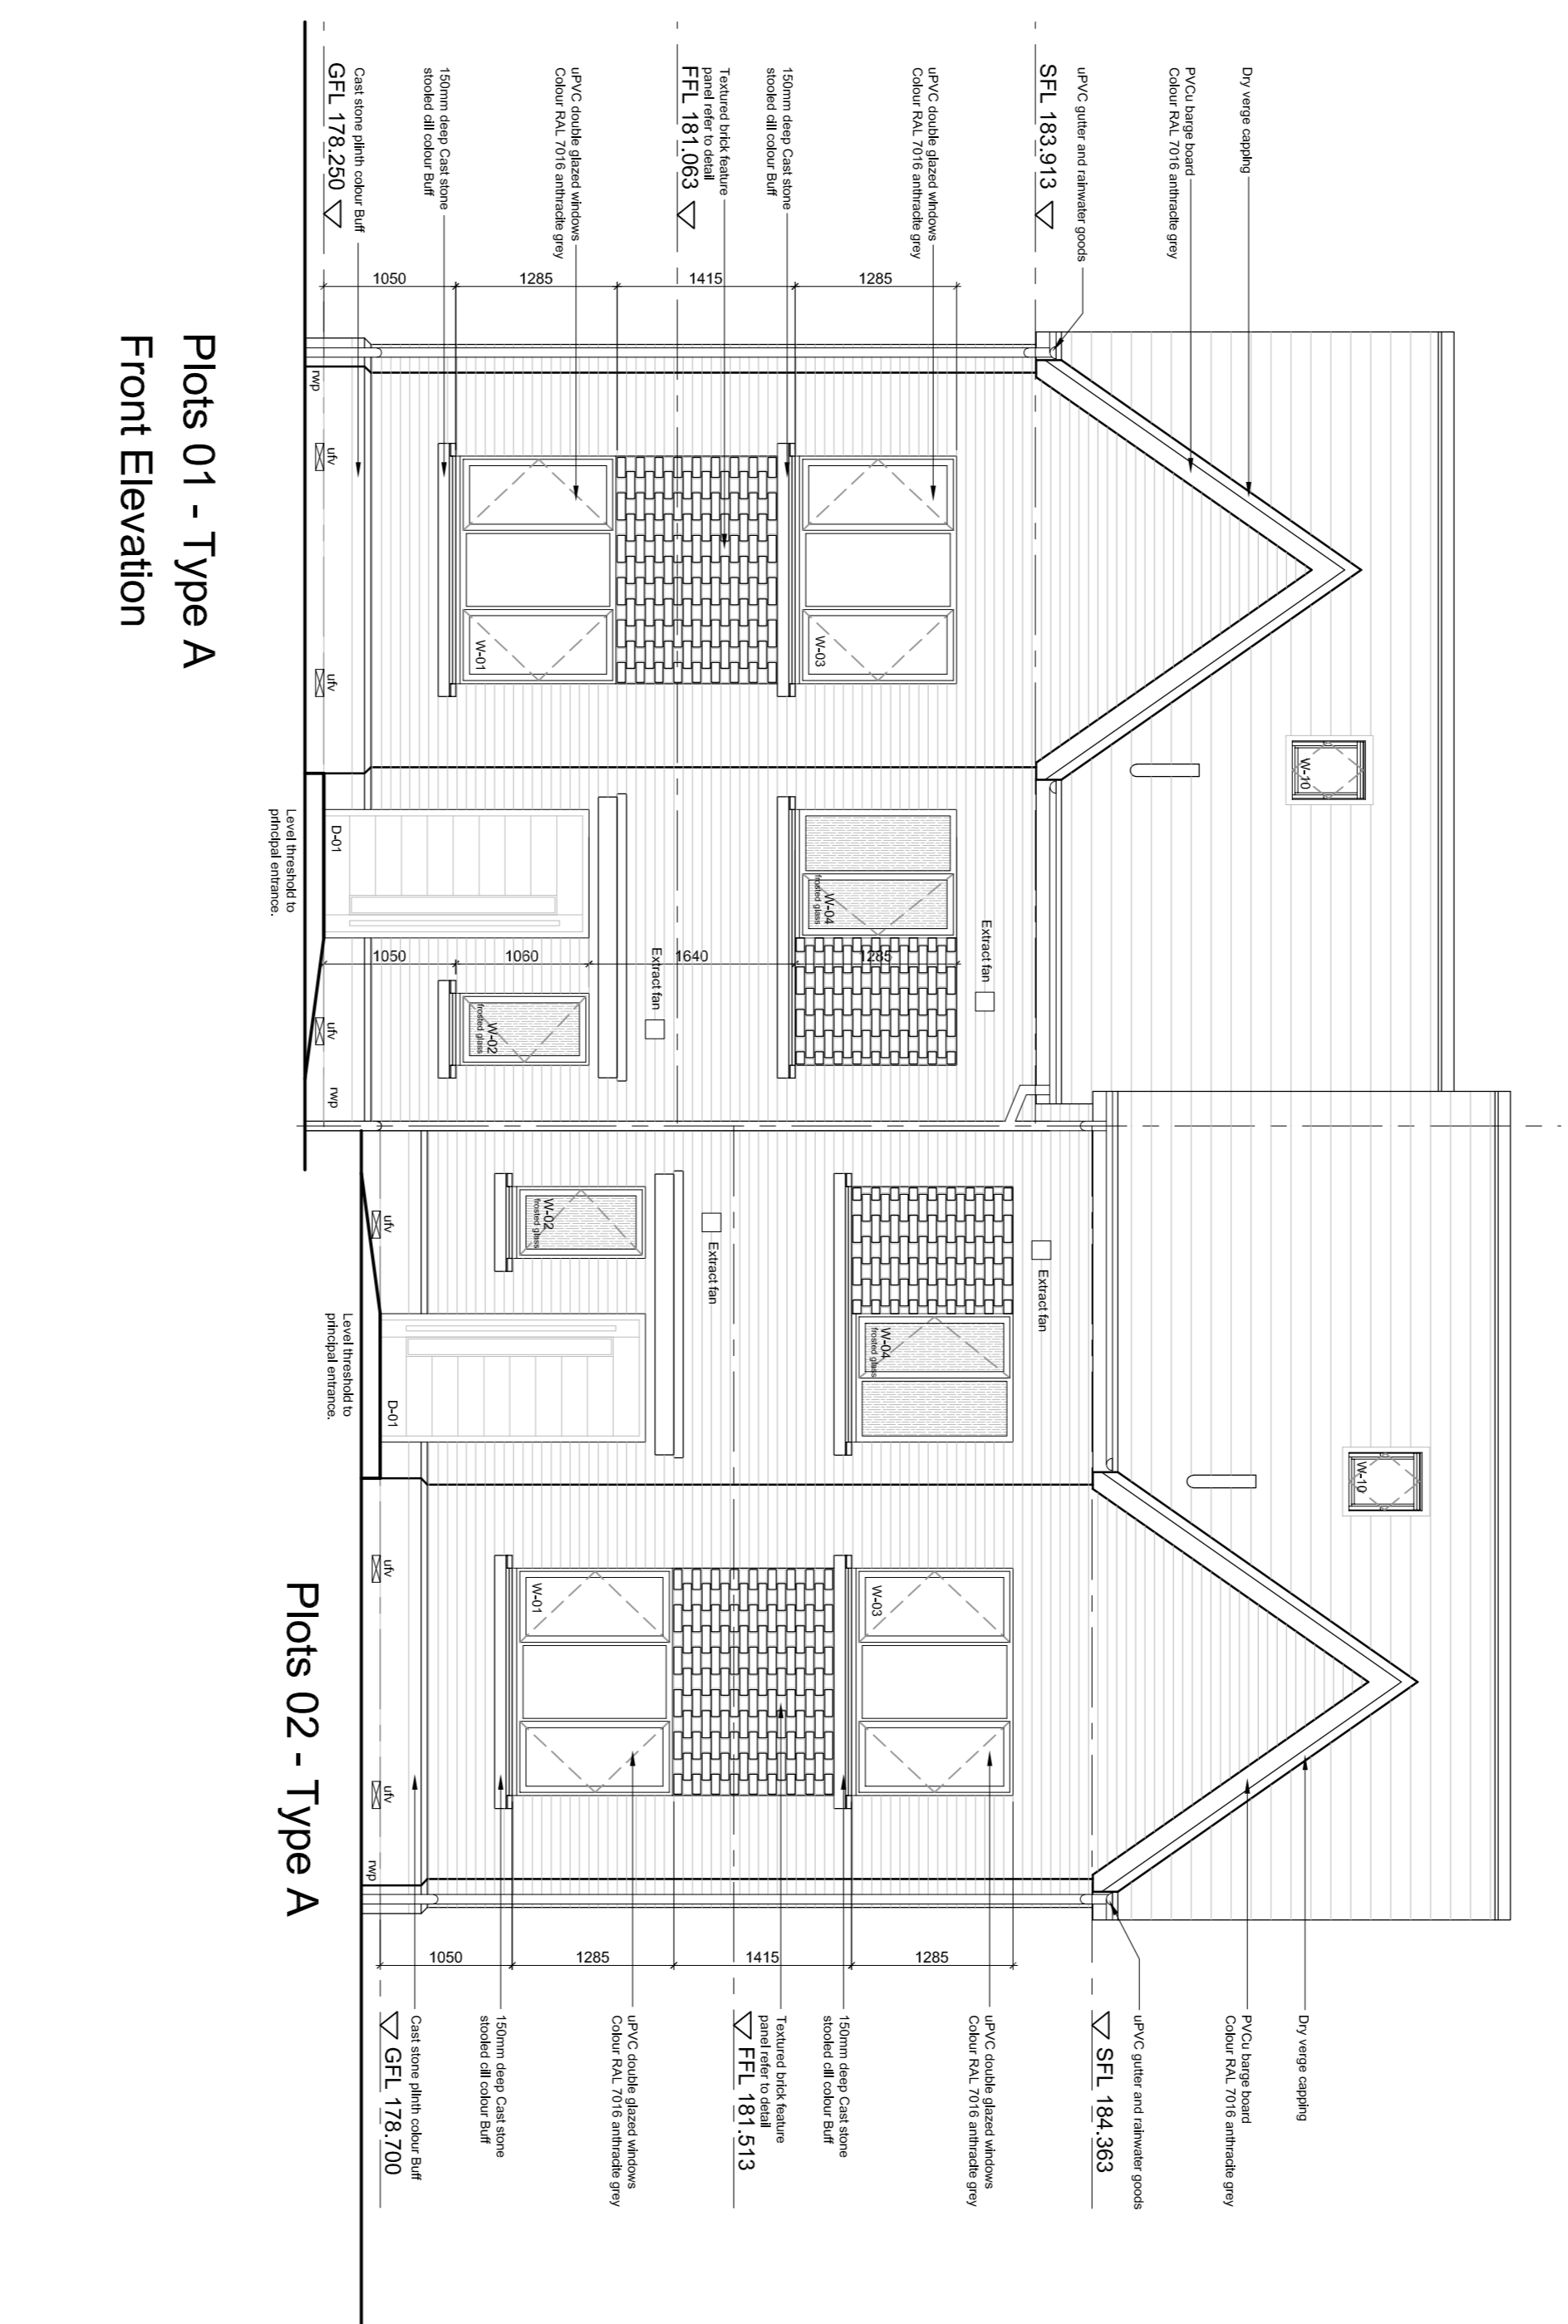 Dry verge capping
PVCu barge board
Colour RAL 7016 anthracite grey
uPVC gutter and rainwater goods
SFL 183.913
uPVC double glazed windows
Colour RAL 7016 anthracite grey
150mm deep Cast stone
stooled cill colour Buff
Textured brick feature
panel refer to detail
FFL 181.063
uPVC double glazed windows
Colour RAL 7016 anthracite grey
150mm deep Cast stone
stooled cill colour Buff
Cast stone plinth colour Buff
GFL 178.250
1285
1415
1285
1050
W-10
W-03
W-01
rwp
ufv
ufv
W-04
frosted glass
Extract fan
Extract fan
1285
1640
1060
1050
W-02
frosted glass
D-01
ufv
rwp
Level threshold to
principal entrance.
W-10
Extract fan
W-04
frosted glass
Extract fan
W-02
frosted glass
D-01
ufv
Level threshold to
principal entrance.
W-03
W-01
ufv
ufv
rwp
1285
1415
1285
1050
Dry verge capping
PVCu barge board
Colour RAL 7016 anthracite grey
uPVC gutter and rainwater goods
SFL 184.363
uPVC double glazed windows
Colour RAL 7016 anthracite grey
150mm deep Cast stone
stooled cill colour Buff
Textured brick feature
panel refer to detail
FFL 181.513
uPVC double glazed windows
Colour RAL 7016 anthracite grey
150mm deep Cast stone
stooled cill colour Buff
Cast stone plinth colour Buff
GFL 178.700
Plots 01 - Type A
Front Elevation
Plots 02 - Type A